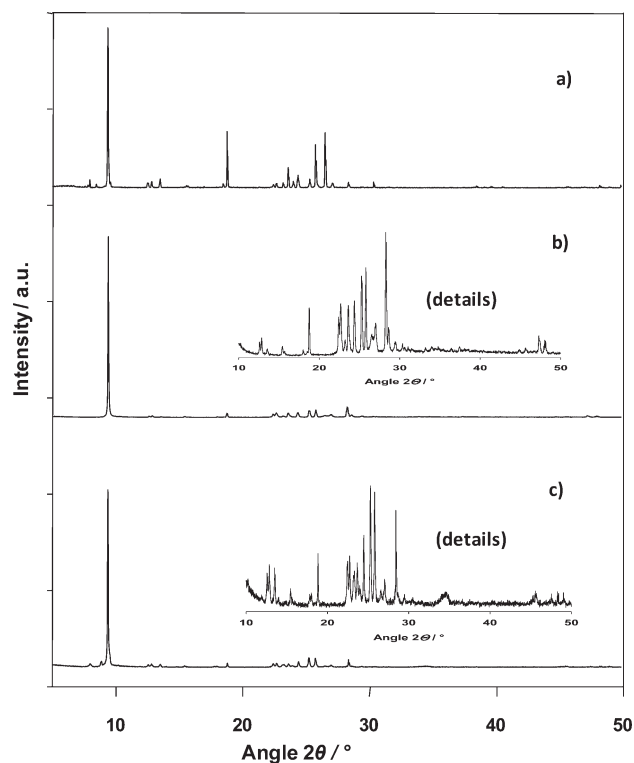 Intensity/ a.u.
a)
b)
(details)
10 20 30 40 50
Angle 2Θ / °
c)
(details)
10 20 30 40 50
Angle 2Θ / °
10 20 30 40 50
Angle 2θ / °